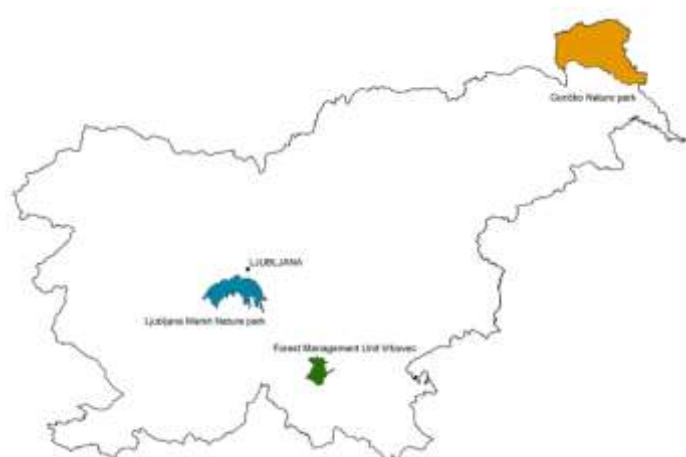 Goričko Nature park
LJUBLJANA
Ljubljana Marsh Nature park
Forest Management Unit Vrbovec